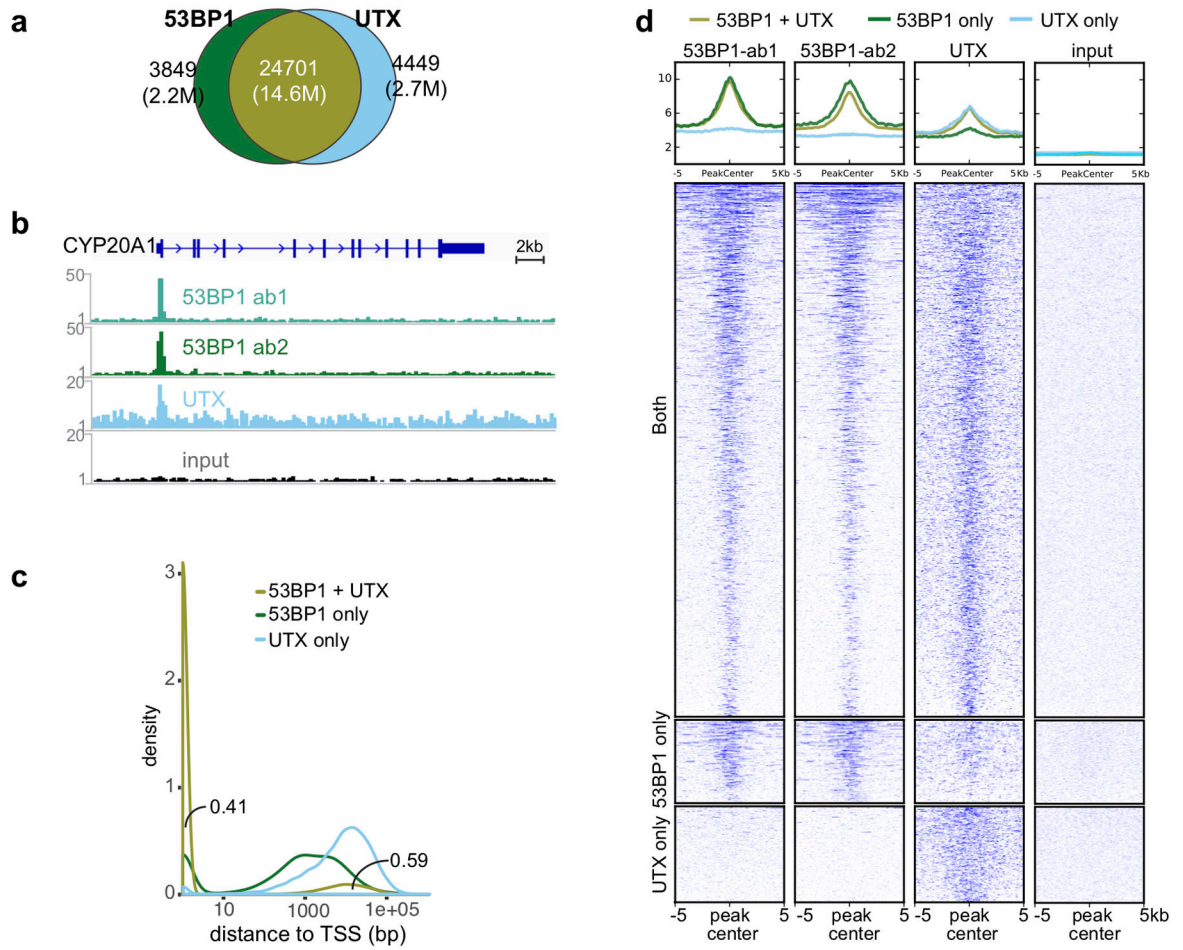 a
53BP1
UTX
3849
(2.2M)
24701
(14.6M)
4449
(2.7M)
b
CYP20A1
2kb
50
53BP1 ab1
1
50
53BP1 ab2
1
20
UTX
1
20
input
1
c
3
2
1
0
density
53BP1 + UTX
53BP1 only
UTX only
0.41
0.59
10
1000
1e+05
distance to TSS (bp)
d
53BP1 + UTX
53BP1 only
UTX only
53BP1-ab1
53BP1-ab2
UTX
input
10
6
2
-5 PeakCenter 5 Kb
-5 PeakCenter 5 Kb
-5 PeakCenter 5 Kb
-5 PeakCenter 5Kb
Both
53BP1 only
UTX only
-5 peak center 5
-5 peak center 5
-5 peak center 5
-5 peak center 5kb